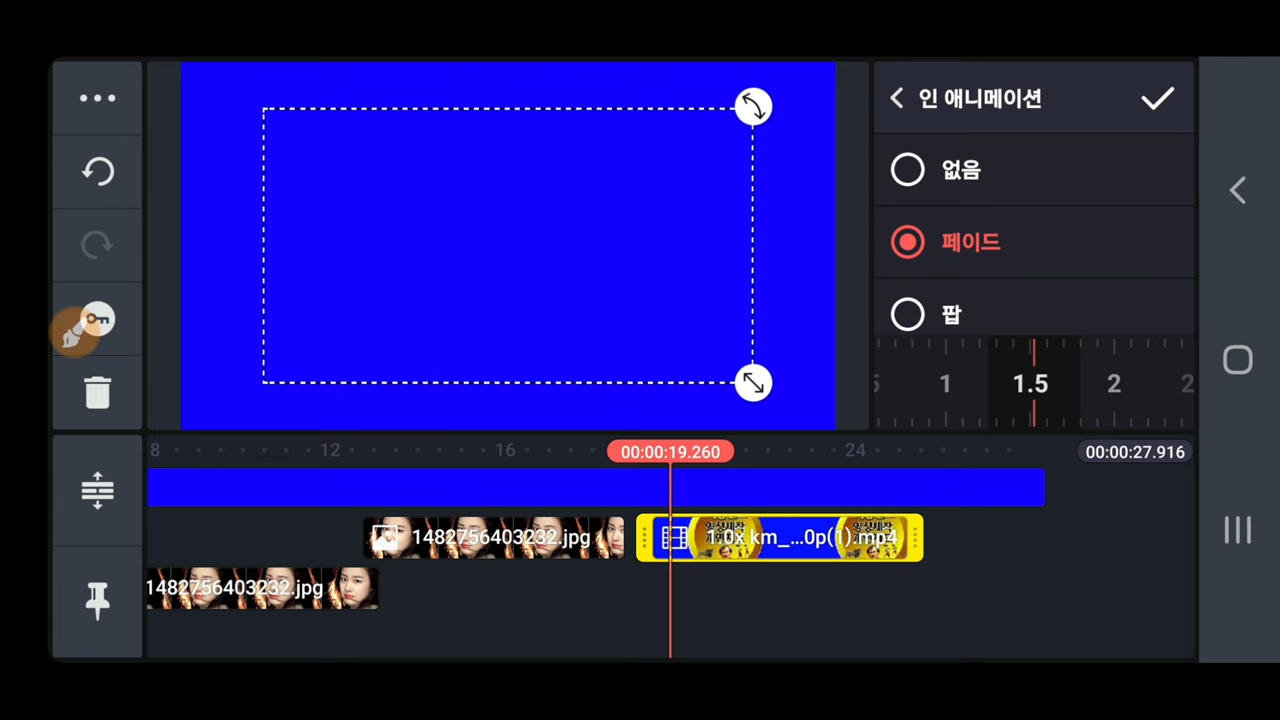 인 애니메이션
없음
페이드
팝
1
1.5
2
8
12
16
00:00:19.260
24
00:00:27.916
1482756403232.jpg
1.0x km_...0p(1).mp4
1482756403232.jpg